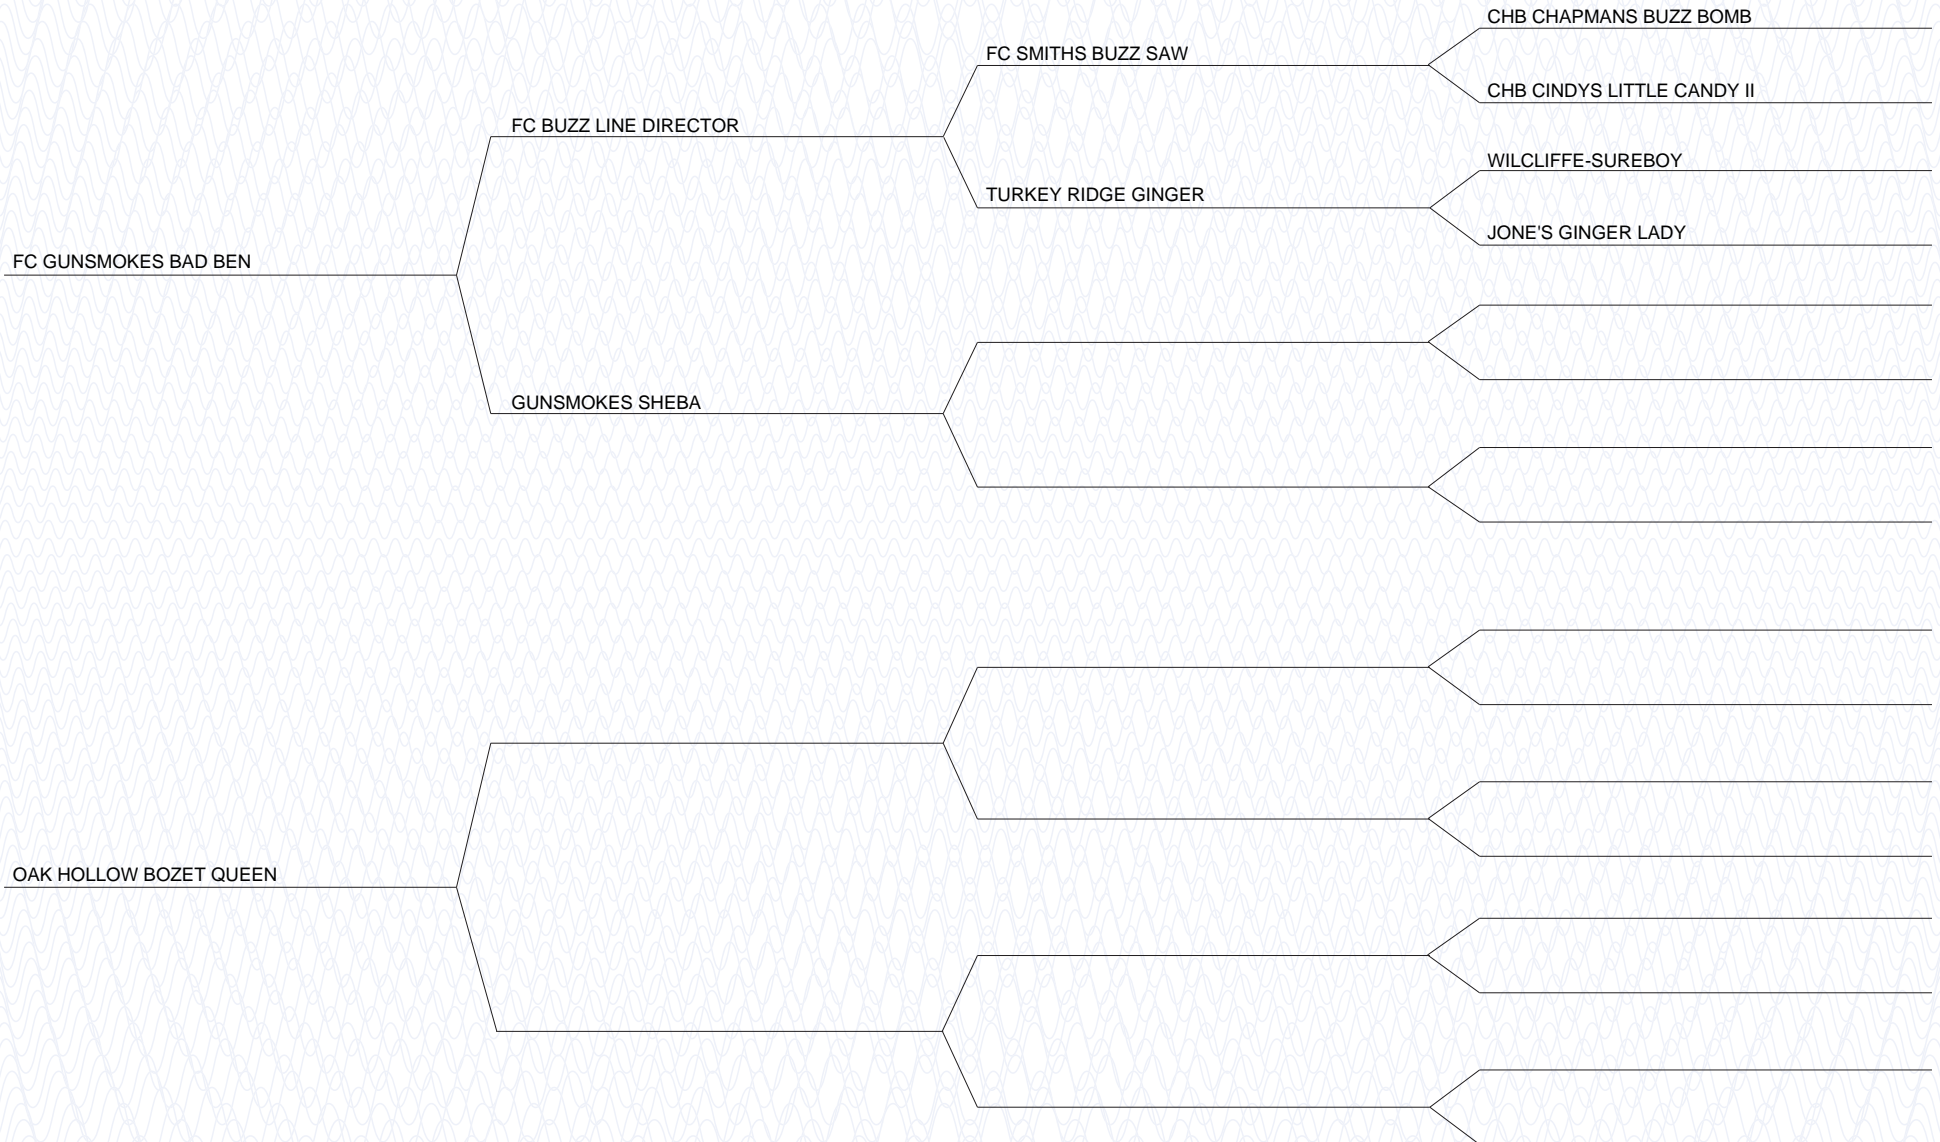 CHB CHAPMANS BUZZ BOMB
FC SMITHS BUZZ SAW
CHB CINDYS LITTLE CANDY II
FC BUZZ LINE DIRECTOR
WILCLIFFE-SUREBOY
TURKEY RIDGE GINGER
JONE'S GINGER LADY
FC GUNSMOKES BAD BEN
GUNSMOKES SHEBA
OAK HOLLOW BOZET QUEEN